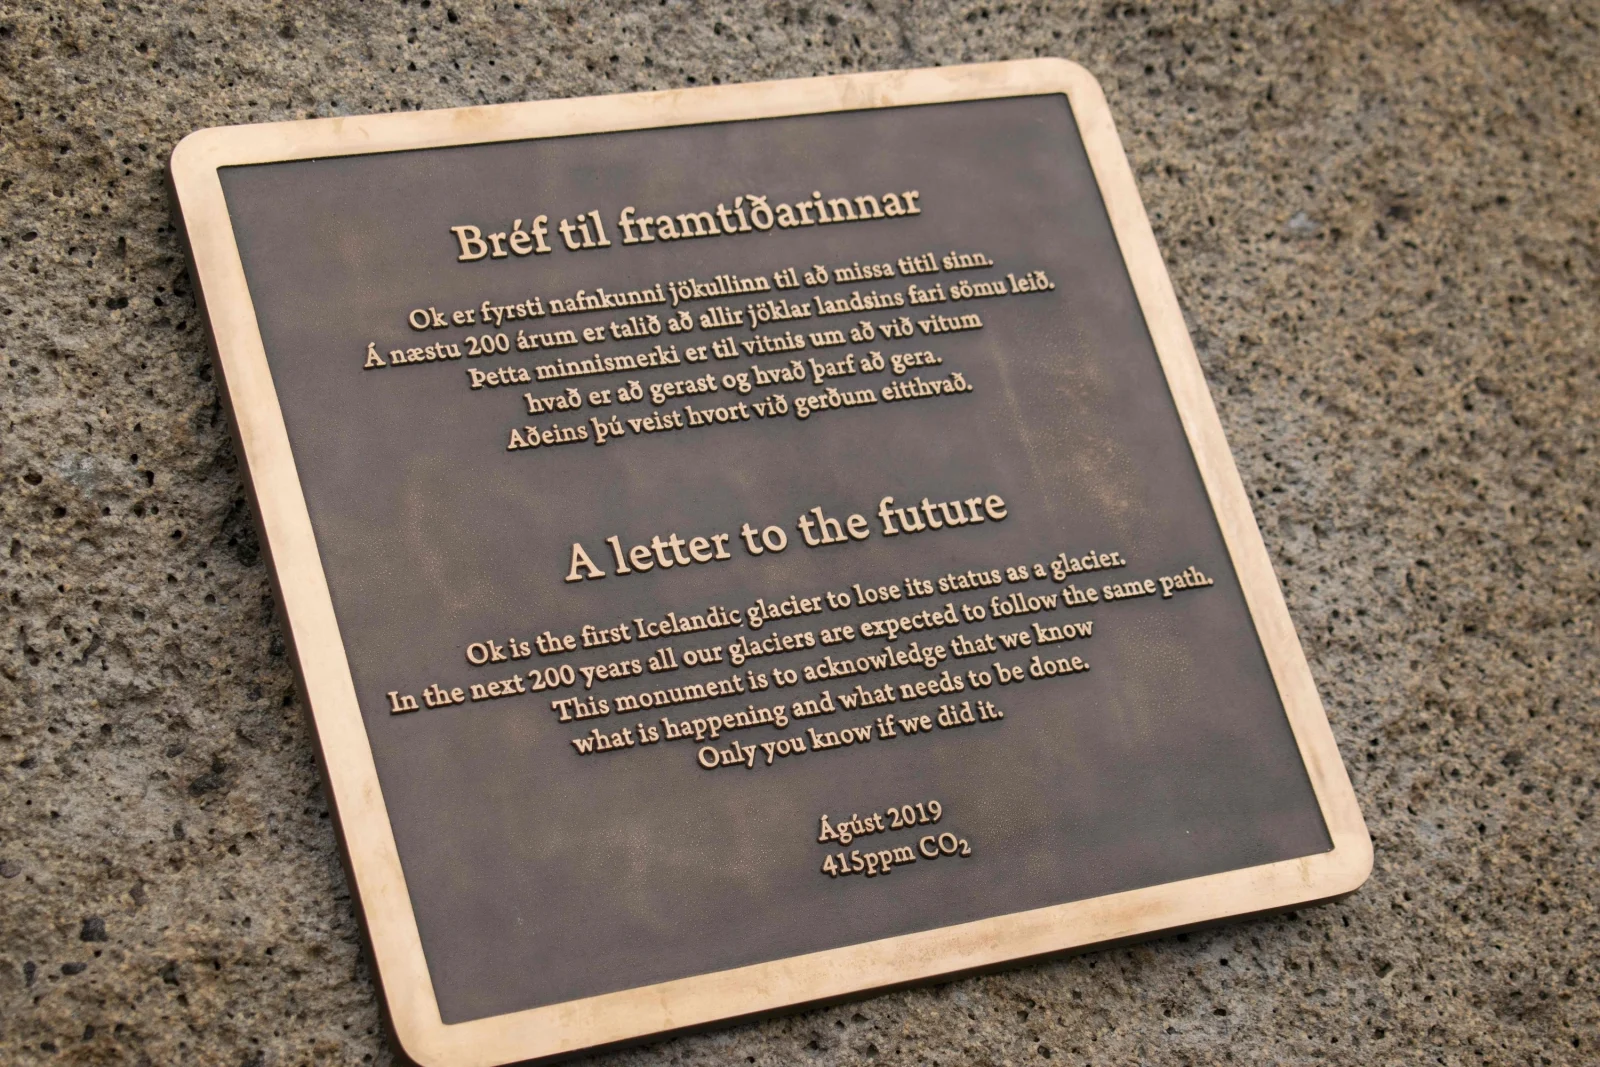 Bréf til framtíðarinnar
Ok er fyrsti nafnkunni jökullinn til að missa titil sinn.
Á næstu 200 árum er talið að allir jöklar landsins fari sömu leið.
Þetta minnismerki er til vitnis um að við vitum
hvað er að gerast og hvað þarf að gera.
Aðeins þú veist hvort við gerðum eitthvað.
A letter to the future
Ok is the first Icelandic glacier to lose its status as a glacier.
In the next 200 years all our glaciers are expected to follow the same path.
This monument is to acknowledge that we know
what is happening and what needs to be done.
Only you know if we did it.
Ágúst 2019
415ppm CO₂